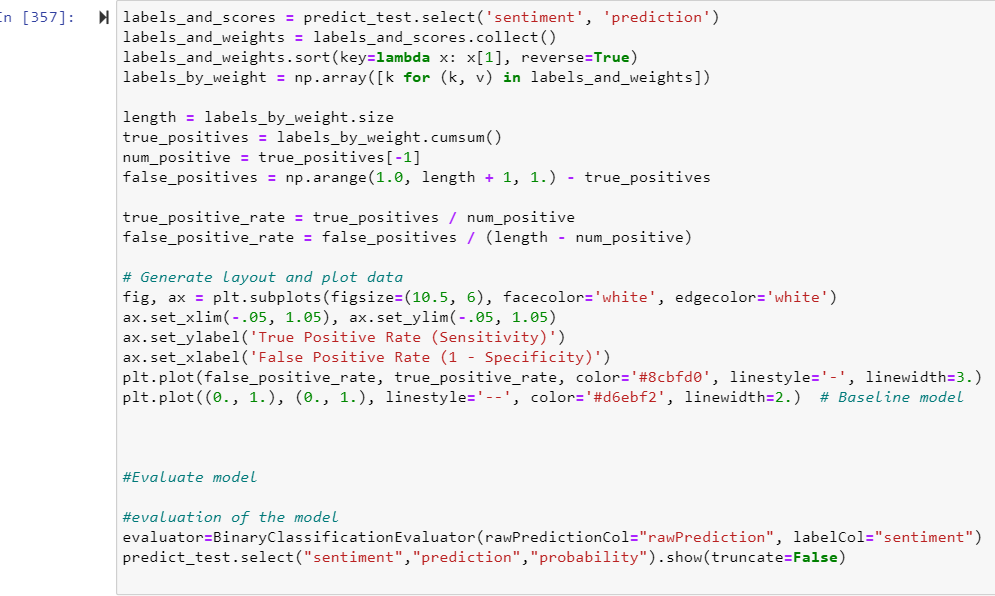 In [357]:
labels_and_scores = predict_test.select('sentiment', 'prediction')
labels_and_weights = labels_and_scores.collect()
labels_and_weights.sort(key=lambda x: x[1], reverse=True)
labels_by_weight = np.array([k for (k, v) in labels_and_weights])
length = labels_by_weight.size
true_positives = labels_by_weight.cumsum()
num_positive = true_positives[-1]
false_positives = np.arange(1.0, length + 1, 1.) - true_positives
true_positive_rate = true_positives / num_positive
false_positive_rate = false_positives / (length - num_positive)
# Generate layout and plot data
fig, ax = plt.subplots(figsize=(10.5, 6), facecolor='white', edgecolor='white')
ax.set_xlim(-.05, 1.05), ax.set_ylim(-.05, 1.05)
ax.set_ylabel('True Positive Rate (Sensitivity)')
ax.set_xlabel('False Positive Rate (1 - Specificity)')
plt.plot(false_positive_rate, true_positive_rate, color='#8cbfd0', linestyle='-', linewidth=3.)
plt.plot((0., 1.), (0., 1.), linestyle='--', color='#d6ebf2', linewidth=2.)  # Baseline model
#Evaluate model
#evaluation of the model
evaluator=BinaryClassificationEvaluator(rawPredictionCol="rawPrediction", labelCol="sentiment")
predict_test.select("sentiment","prediction","probability").show(truncate=False)